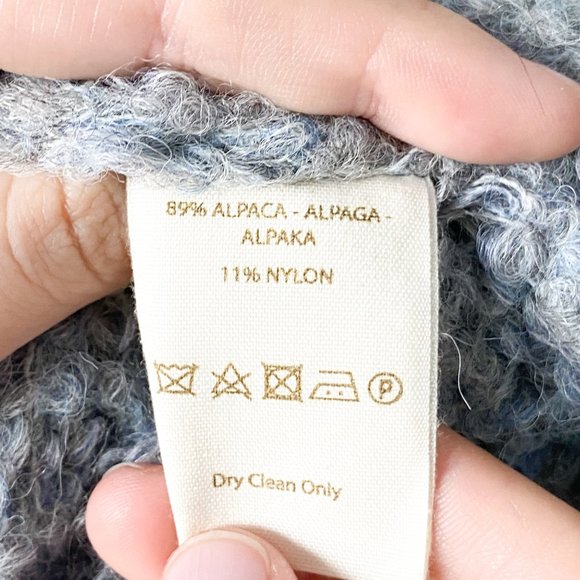 89% ALPACA - ALPAGA -
ALPAKA
11% NYLON
P
Dry Clean Only